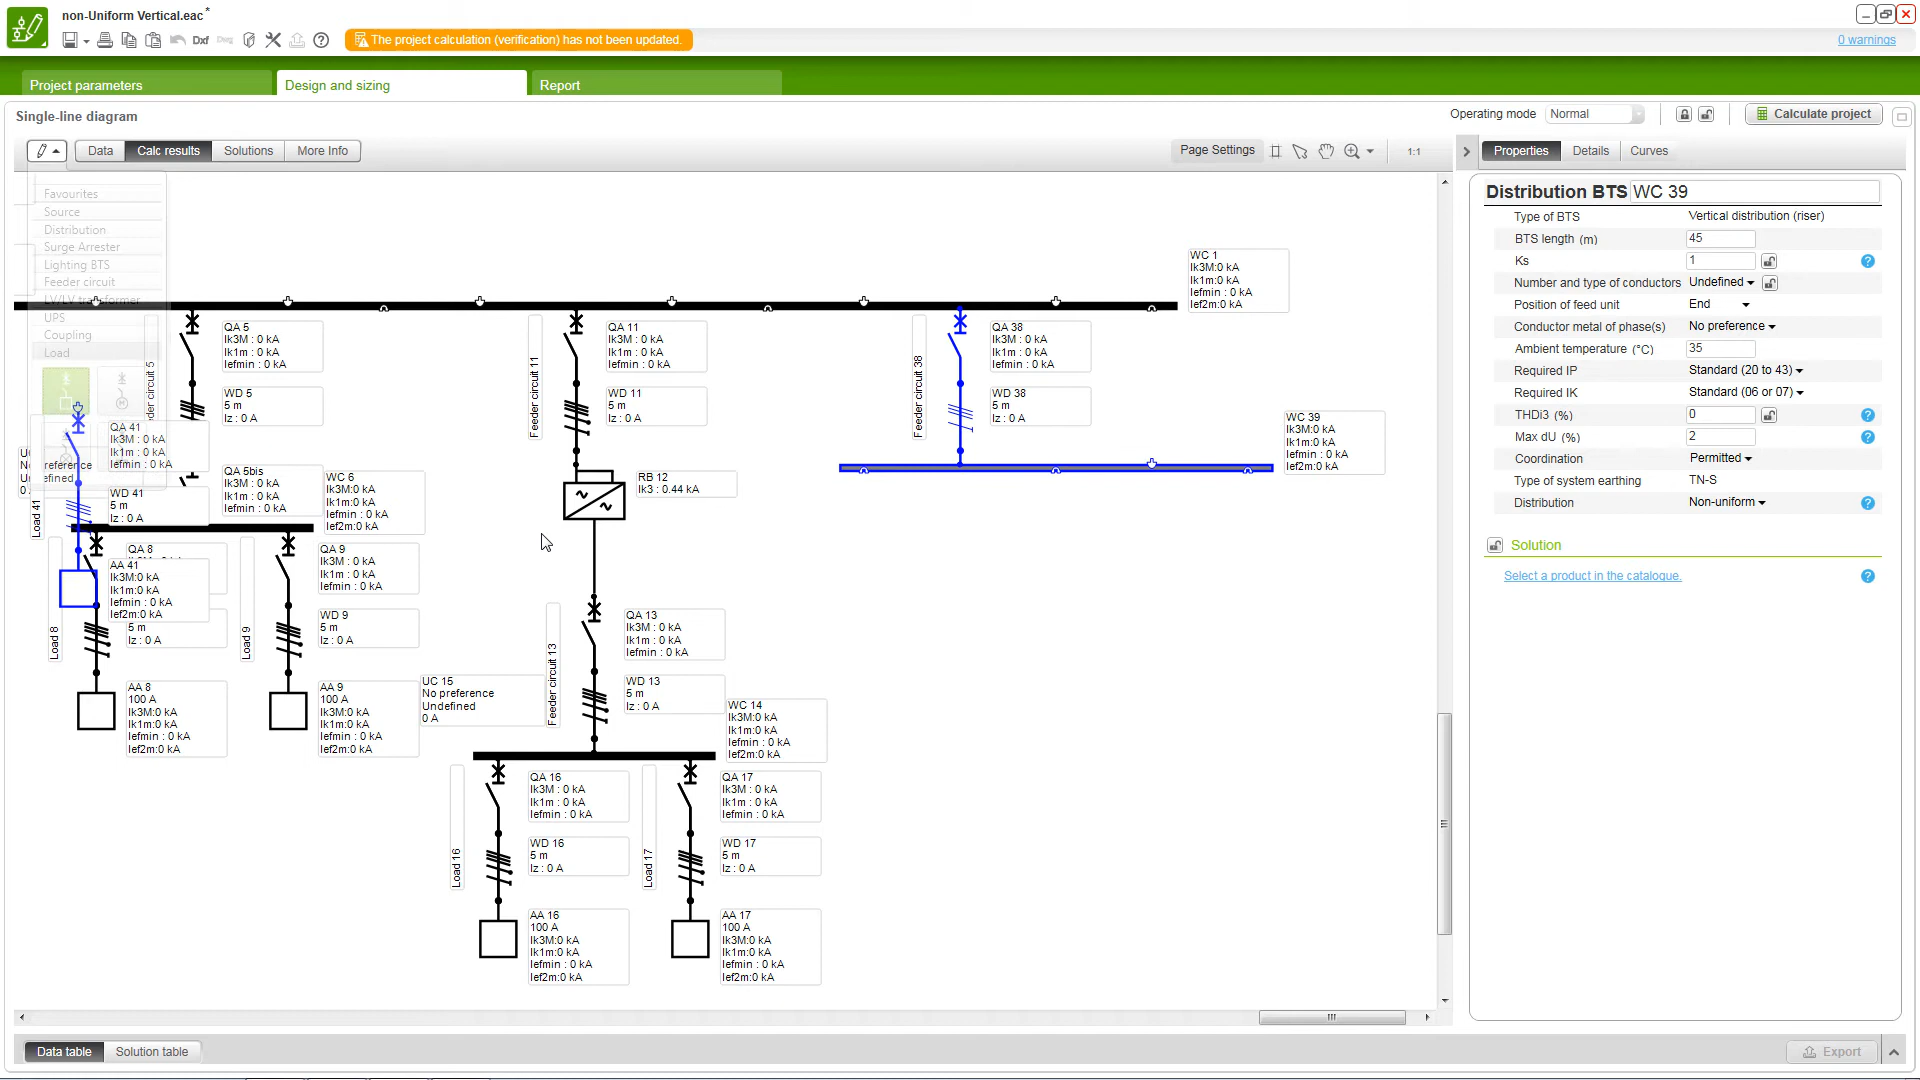 non-Uniform Vertical.eac*
Dxf
Dwg
The project calculation (verification) has not been updated.
0 warnings
Project parameters
Design and sizing
Report
Single-line diagram
Operating mode
Normal
Calculate project
Data
Calc results
Solutions
More Info
Page Settings
1:1
Properties
Details
Curves
Favourites
Source
Distribution
Surge Arrester
Lighting BTS
Feeder circuit
LV/LV transformer
UPS
Coupling
Load
WC 1
Ik3M:0 kA
Ik1m:0 kA
Iefmin : 0 kA
Ief2m:0 kA
QA 5
Ik3M : 0 kA
Ik1m : 0 kA
Iefmin : 0 kA
WD 5
5 m
Iz : 0 A
Feeder circuit 11
QA 11
Ik3M : 0 kA
Ik1m : 0 kA
Iefmin : 0 kA
WD 11
5 m
Iz : 0 A
Feeder circuit 38
QA 38
Ik3M : 0 kA
Ik1m : 0 kA
Iefmin : 0 kA
WD 38
5 m
Iz : 0 A
WC 39
Ik3M:0 kA
Ik1m:0 kA
Iefmin : 0 kA
Ief2m:0 kA
QA 41
Ik3M : 0 kA
Ik1m : 0 kA
Iefmin : 0 kA
No preference
WD 41
5 m
Iz : 0 A
Load 41
QA 5bis
Ik3M : 0 kA
Ik1m : 0 kA
Iefmin : 0 kA
WC 6
Ik3M:0 kA
Ik1m:0 kA
Iefmin : 0 kA
Ief2m:0 kA
RB 12
Ik3 : 0.44 kA
QA 8
AA 41
Ik3M:0 kA
Ik1m:0 kA
Iefmin : 0 kA
Ief2m:0 kA
5 m
Iz : 0 A
Load 8
Load 9
QA 9
Ik3M : 0 kA
Ik1m : 0 kA
Iefmin : 0 kA
WD 9
5 m
Iz : 0 A
AA 8
100 A
Ik3M:0 kA
Ik1m:0 kA
Iefmin : 0 kA
Ief2m:0 kA
AA 9
100 A
Ik3M:0 kA
Ik1m:0 kA
Iefmin : 0 kA
Ief2m:0 kA
UC 15
No preference
Undefined
0 A
Feeder circuit 13
QA 13
Ik3M : 0 kA
Ik1m : 0 kA
Iefmin : 0 kA
WD 13
5 m
Iz : 0 A
WC 14
Ik3M:0 kA
Ik1m:0 kA
Iefmin : 0 kA
Ief2m:0 kA
Load 16
QA 16
Ik3M : 0 kA
Ik1m : 0 kA
Iefmin : 0 kA
WD 16
5 m
Iz : 0 A
AA 16
100 A
Ik3M:0 kA
Ik1m:0 kA
Iefmin : 0 kA
Ief2m:0 kA
Load 17
QA 17
Ik3M : 0 kA
Ik1m : 0 kA
Iefmin : 0 kA
WD 17
5 m
Iz : 0 A
AA 17
100 A
Ik3M:0 kA
Ik1m:0 kA
Iefmin : 0 kA
Ief2m:0 kA
Distribution BTS WC 39
Type of BTS Vertical distribution (riser)
BTS length (m) 45
Ks 1
Number and type of conductors Undefined
Position of feed unit End
Conductor metal of phase(s) No preference
Ambient temperature (°C) 35
Required IP Standard (20 to 43)
Required IK Standard (06 or 07)
THDi3 (%) 0
Max dU (%) 2
Coordination Permitted
Type of system earthing TN-S
Distribution Non-uniform
Solution
Select a product in the catalogue.
Data table
Solution table
Export